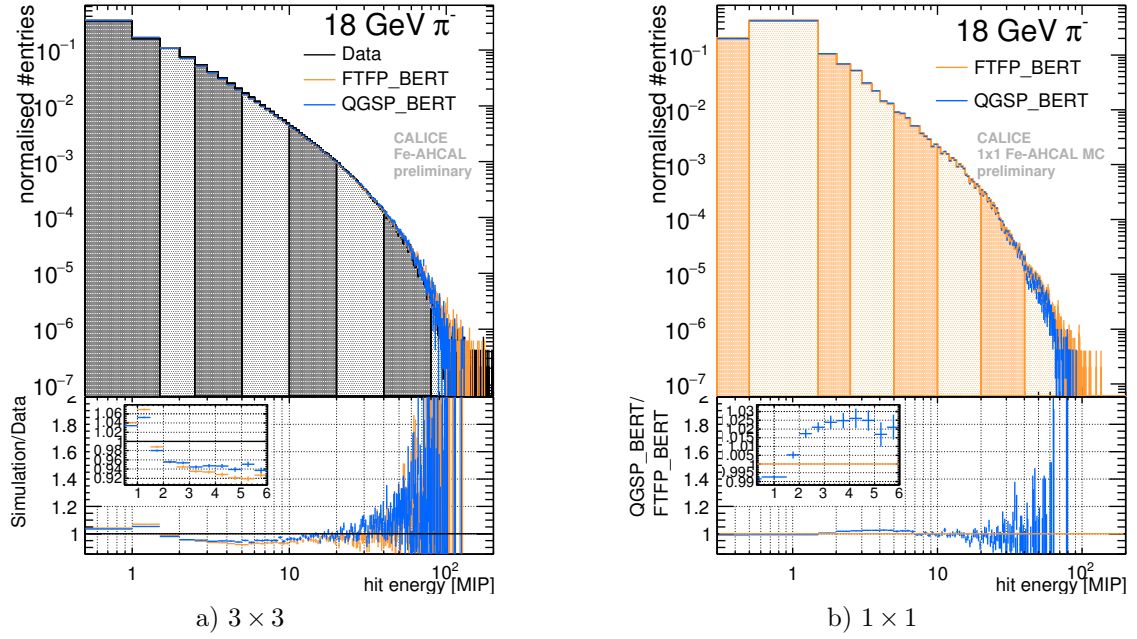 18 GeV π⁻
Data
FTFP_BERT
QGSP_BERT
CALICE
Fe-AHCAL
preliminary
normalised #entries
10⁻¹
10⁻²
10⁻³
10⁻⁴
10⁻⁵
10⁻⁶
10⁻⁷
Simulation/Data
2
1.8
1.6
1.4
1.2
1
1.06
1.04
1.02
1
0.98
0.96
0.94
0.92
1 2 3 4 5 6
1 10 10²
hit energy [MIP]
a) 3 × 3
18 GeV π⁻
FTFP_BERT
QGSP_BERT
CALICE
1x1 Fe-AHCAL MC
preliminary
normalised #entries
10⁻¹
10⁻²
10⁻³
10⁻⁴
10⁻⁵
10⁻⁶
10⁻⁷
QGSP_BERT/
FTFP_BERT
2
1.8
1.6
1.4
1.2
1
1.03
1.025
1.02
1.015
1.01
1.005
1
0.995
0.99
1 2 3 4 5 6
1 10 10²
hit energy [MIP]
b) 1 × 1